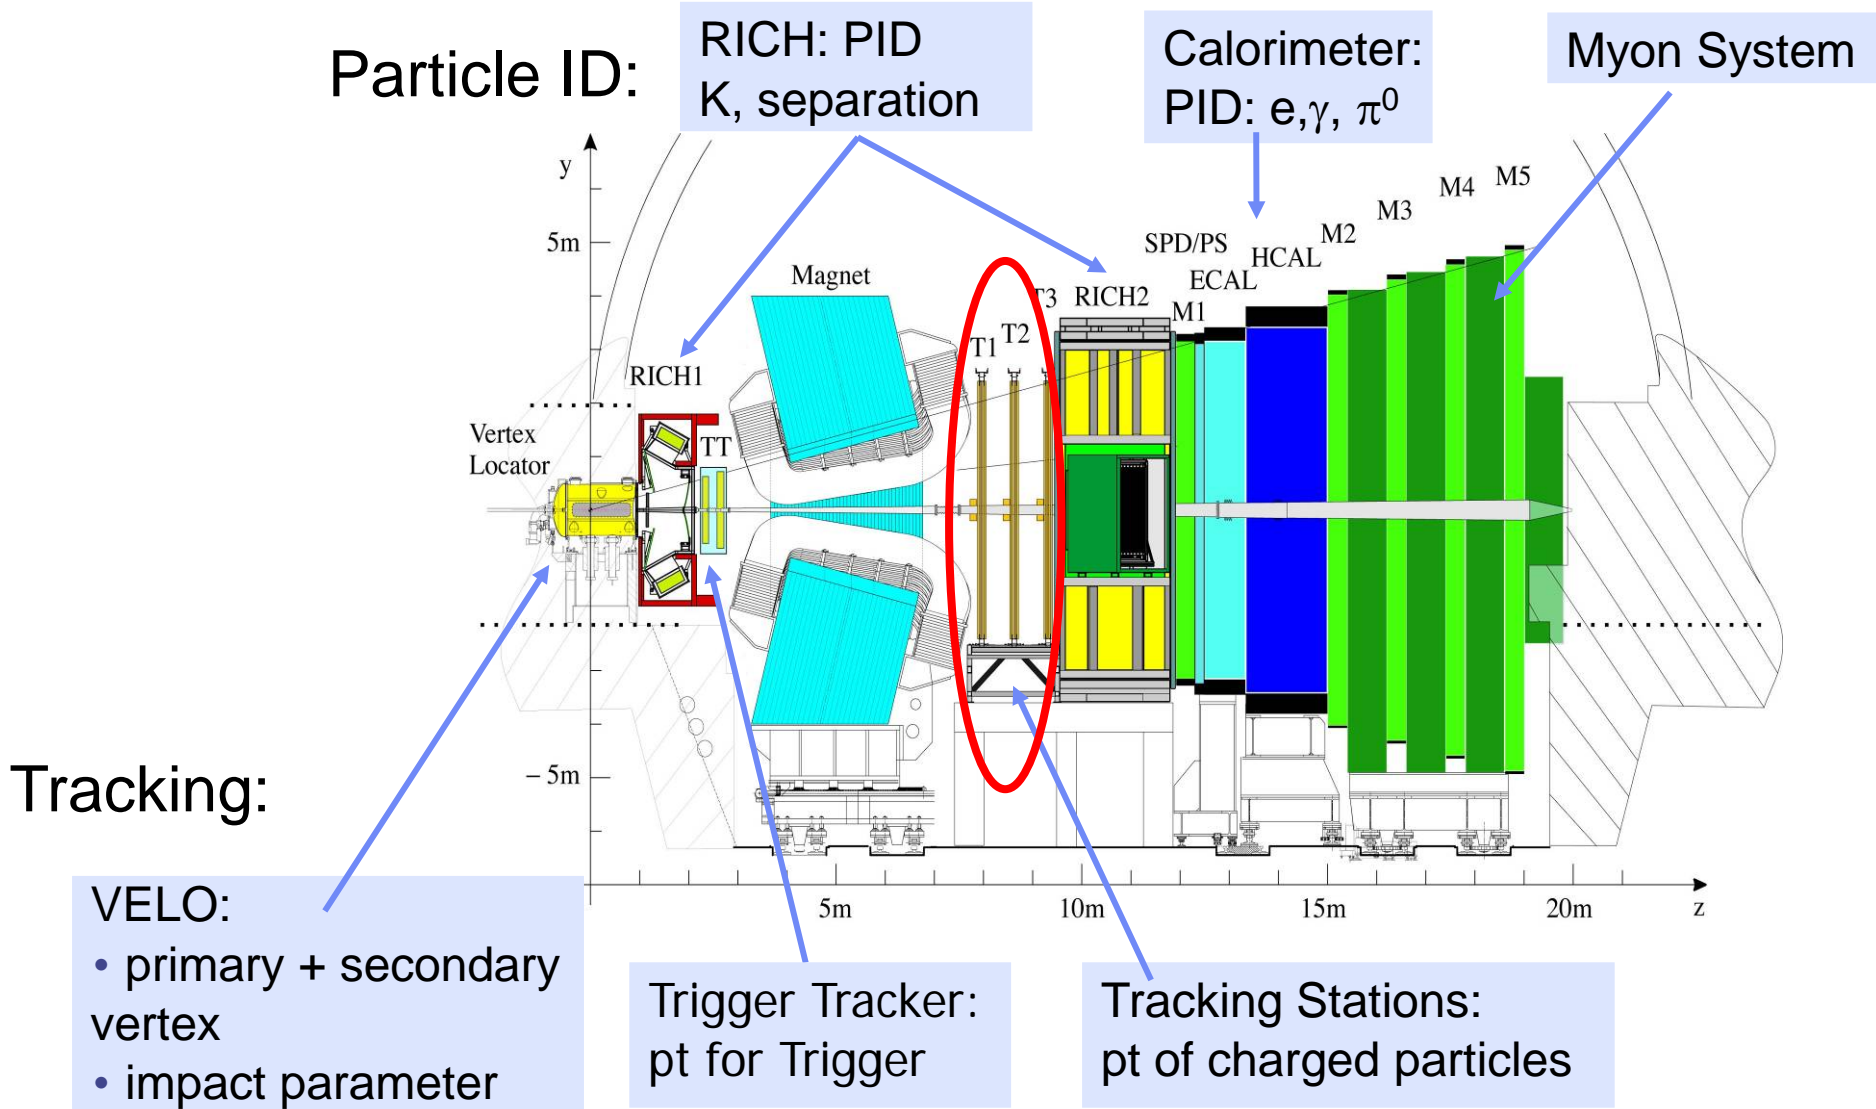 Particle ID:
RICH: PID
K, separation
Calorimeter:
PID: e,γ, π⁰
Myon System
y
5m
Magnet
SPD/PS
ECAL
HCAL
M1
M2
M3
M4
M5
T1
T2
T3
RICH2
RICH1
TT
Vertex
Locator
– 5m
5m
10m
15m
20m
z
Tracking:
VELO:
• primary + secondary
vertex
• impact parameter
Trigger Tracker:
pt for Trigger
Tracking Stations:
pt of charged particles